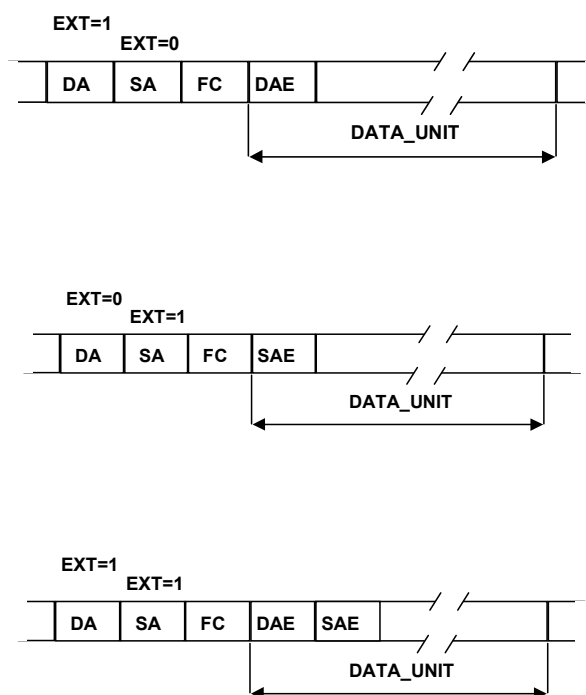 EXT=1
EXT=0
DA SA FC DAE
DATA_UNIT
EXT=0
EXT=1
DA SA FC SAE
DATA_UNIT
EXT=1
EXT=1
DA SA FC DAE SAE
DATA_UNIT